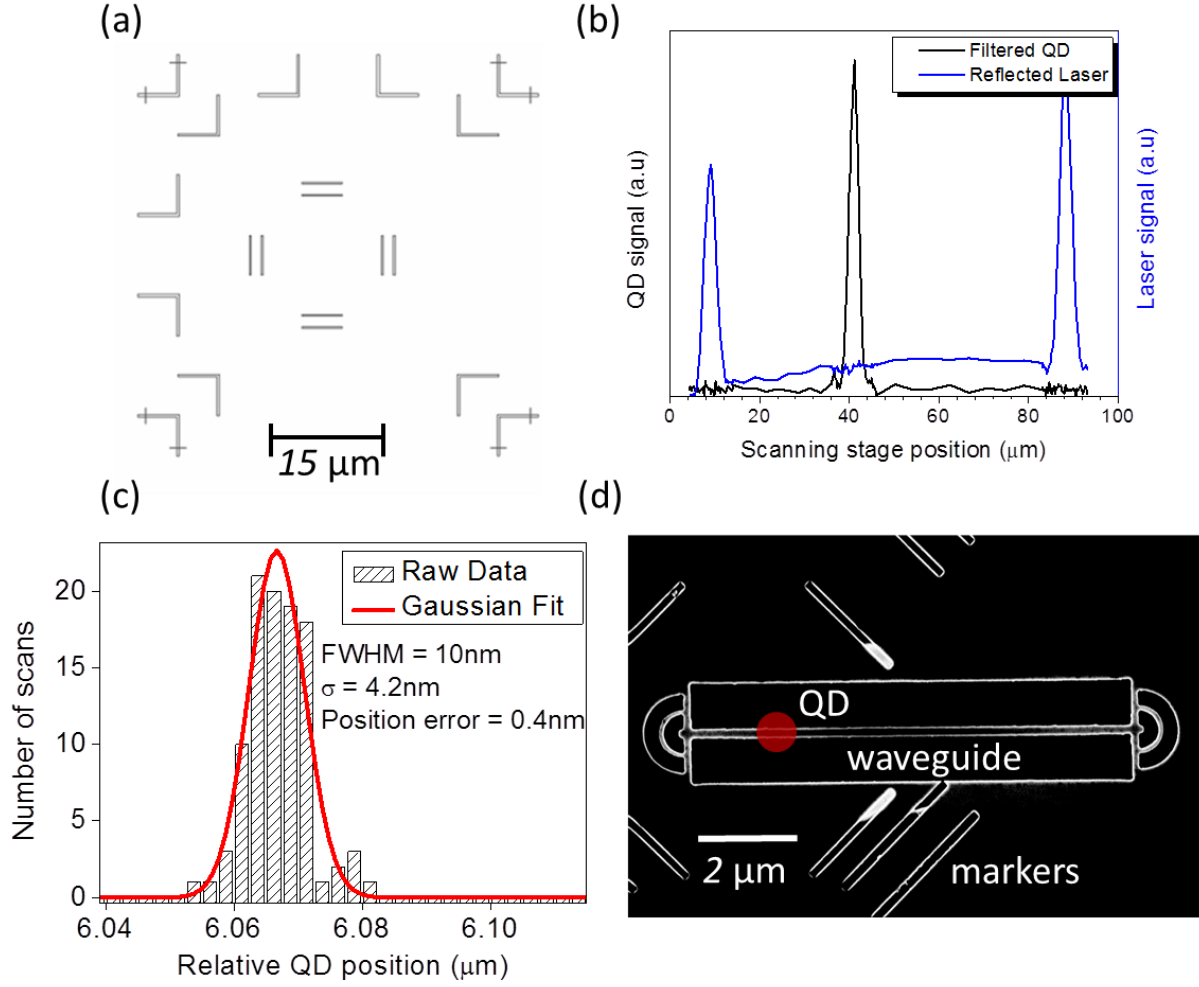 (a)
15 μm
(b)
Filtered QD
Reflected Laser
QD signal (a.u)
Laser signal (a.u)
0 20 40 60 80 100
Scanning stage position (μm)
(c)
Raw Data
Gaussian Fit
FWHM = 10nm
σ = 4.2nm
Position error = 0.4nm
Number of scans
20
15
10
5
0
6.04 6.06 6.08 6.10
Relative QD position (μm)
(d)
QD
waveguide
2 μm
markers